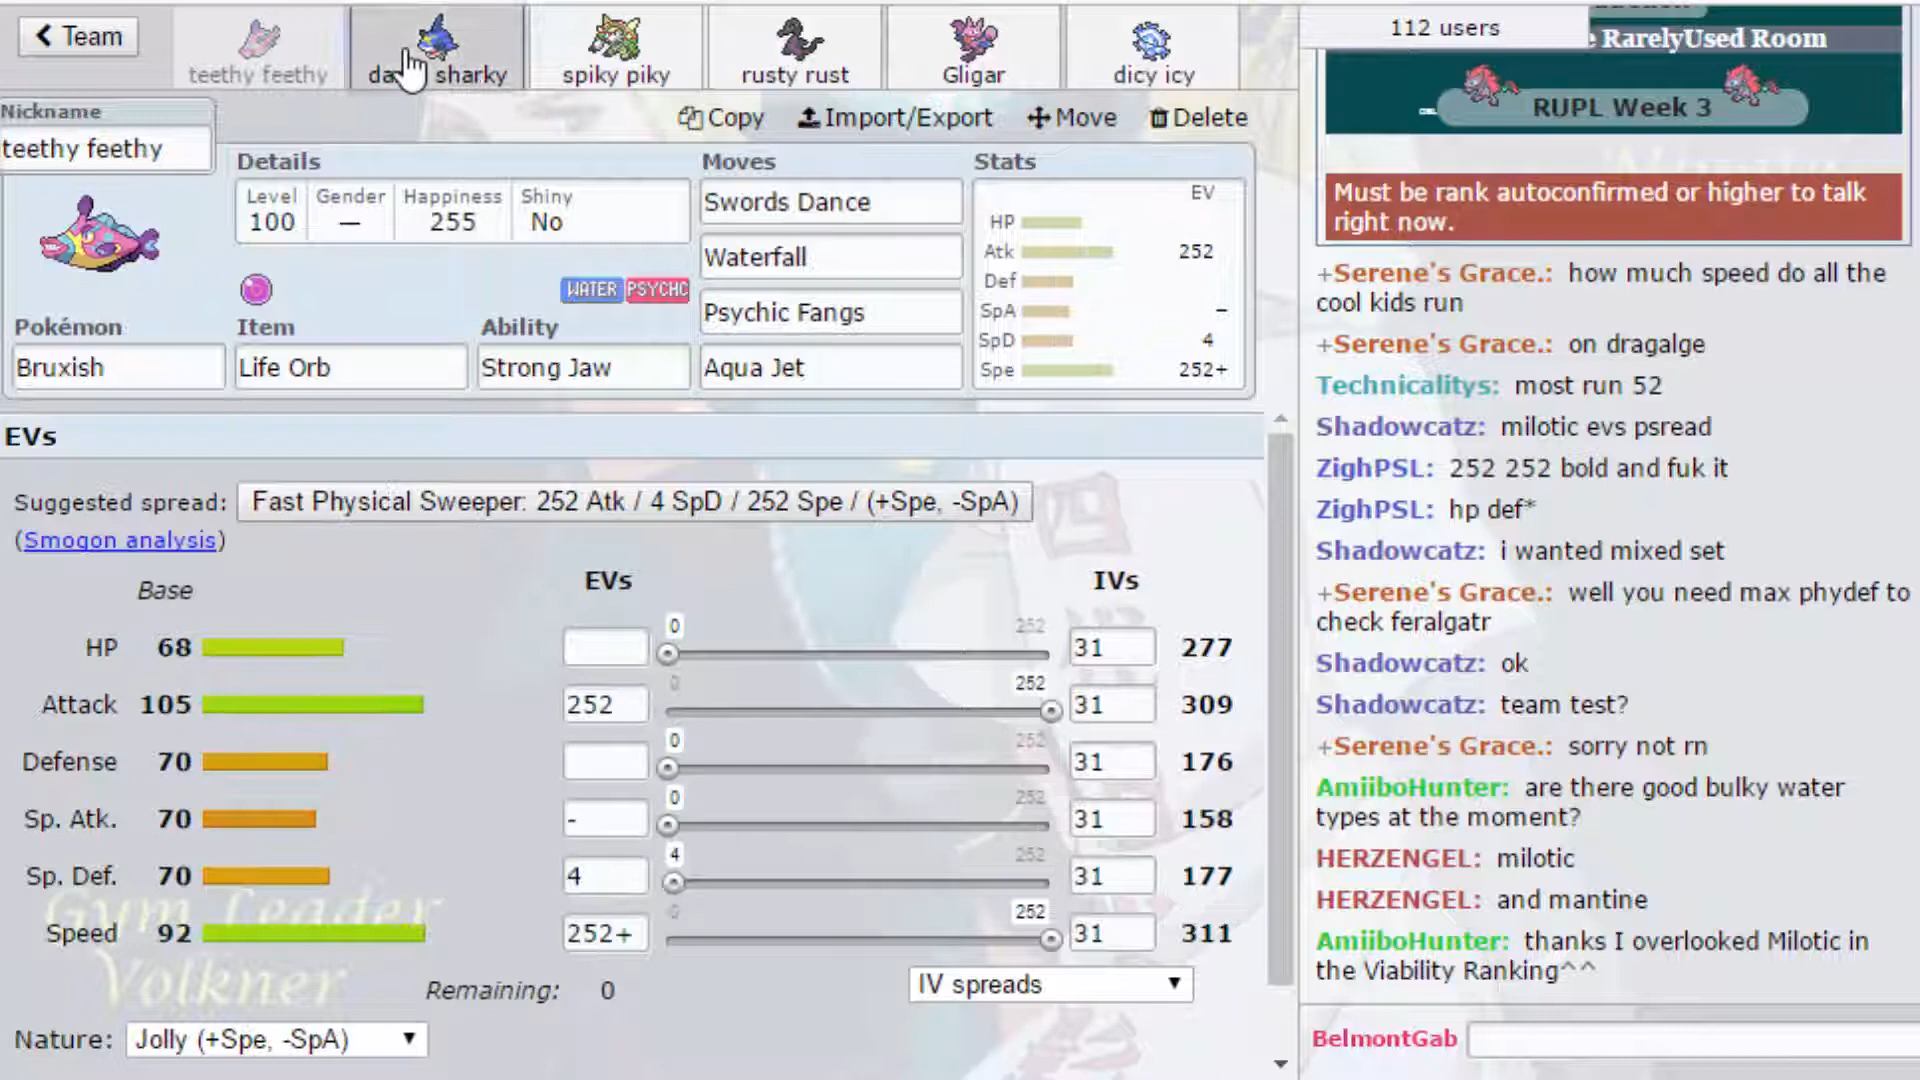 Team
teethy feethy
sharky
spiky piky
rusty rust
Gligar
dicy icy
112 users
RarelyUsed Room
RUPL Week 3
Nickname
teethy feethy
Copy
Import/Export
Move
Delete
Details
Level
100
Gender
—
Happiness
255
Shiny
No
WATER
PSYCHC
Pokémon
Bruxish
Item
Life Orb
Ability
Strong Jaw
Moves
Swords Dance
Waterfall
Psychic Fangs
Aqua Jet
Stats
EV
HP
Atk 252
Def
SpA –
SpD 4
Spe 252+
EVs
Suggested spread: Fast Physical Sweeper: 252 Atk / 4 SpD / 252 Spe / (+Spe, -SpA)
(Smogon analysis)
Base EVs IVs
HP 68 0 252 31 277
Attack 105 252 0 252 31 309
Defense 70 0 252 31 176
Sp. Atk. 70 - 0 252 31 158
Sp. Def. 70 4 4 252 31 177
Speed 92 252+ 0 252 31 311
Gym Leader
Volkner
Remaining: 0
IV spreads
Nature: Jolly (+Spe, -SpA)
Must be rank autoconfirmed or higher to talk
right now.
+Serene's Grace.: how much speed do all the
cool kids run
+Serene's Grace.: on dragalge
Technicalitys: most run 52
Shadowcatz: milotic evs psread
ZighPSL: 252 252 bold and fuk it
ZighPSL: hp def*
Shadowcatz: i wanted mixed set
+Serene's Grace.: well you need max phydef to
check feralgatr
Shadowcatz: ok
Shadowcatz: team test?
+Serene's Grace.: sorry not rn
AmiiboHunter: are there good bulky water
types at the moment?
HERZENGEL: milotic
HERZENGEL: and mantine
AmiiboHunter: thanks I overlooked Milotic in
the Viability Ranking^^
BelmontGab